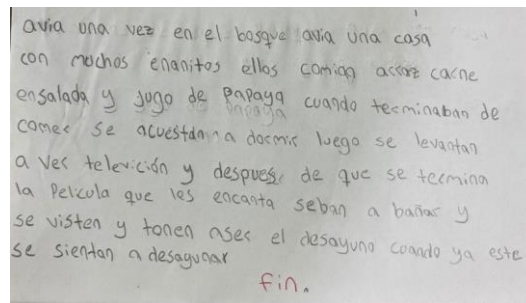 avia una vez en el bosque avia una casa
con muchos enanitos ellos comian arroz carne
ensalada y jugo de Papaya cuando terminaban de
comer se acuestan a dormir luego se levantan
a ver televición y despues de que se termina
la Pelicula que les encanta seban a bañar y
se visten y tonen aser el desayuno cuando ya este
se sientan a desayunar
fin.